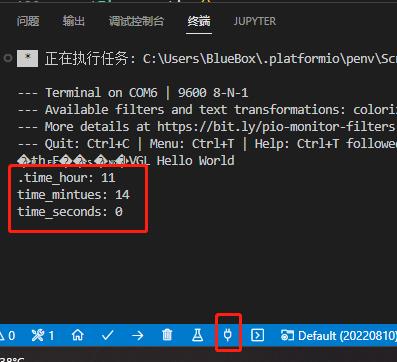 问题 输出 调试控制台 终端 JUPYTER
* 正在执行任务: C:\Users\BlueBox\.platformio\penv\Scr
--- Terminal on COM6 | 9600 8-N-1
--- Available filters and text transformations: coloriz
--- More details at https://bit.ly/pio-monitor-filters
--- Quit: Ctrl+C | Menu: Ctrl+T | Help: Ctrl+T followed
VGL Hello World
.time_hour: 11
time_mintues: 14
time_seconds: 0
0 1 Default (20220810)